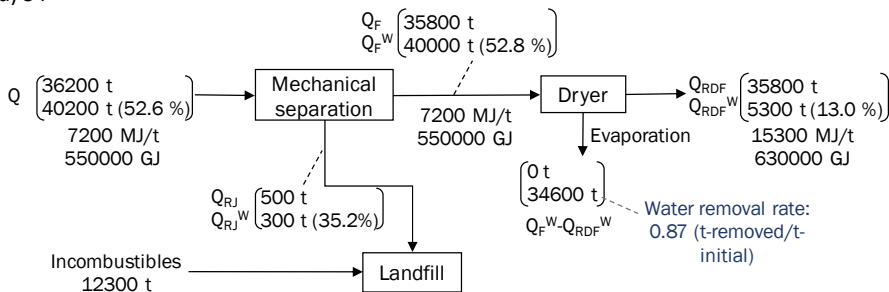 Q_F 35800 t
Q_F^W 40000 t (52.8 %)
Q 36200 t
40200 t (52.6 %)
7200 MJ/t
550000 GJ
Mechanical
separation
7200 MJ/t
550000 GJ
Dryer
Q_RDF 35800 t
Q_RDF^W 5300 t (13.0 %)
15300 MJ/t
630000 GJ
Evaporation
0 t
34600 t
Q_F^W-Q_RDF^W
Water removal rate:
0.87 (t-removed/t-
initial)
Q_RJ 500 t
Q_RJ^W 300 t (35.2%)
Incombustibles
12300 t
Landfill